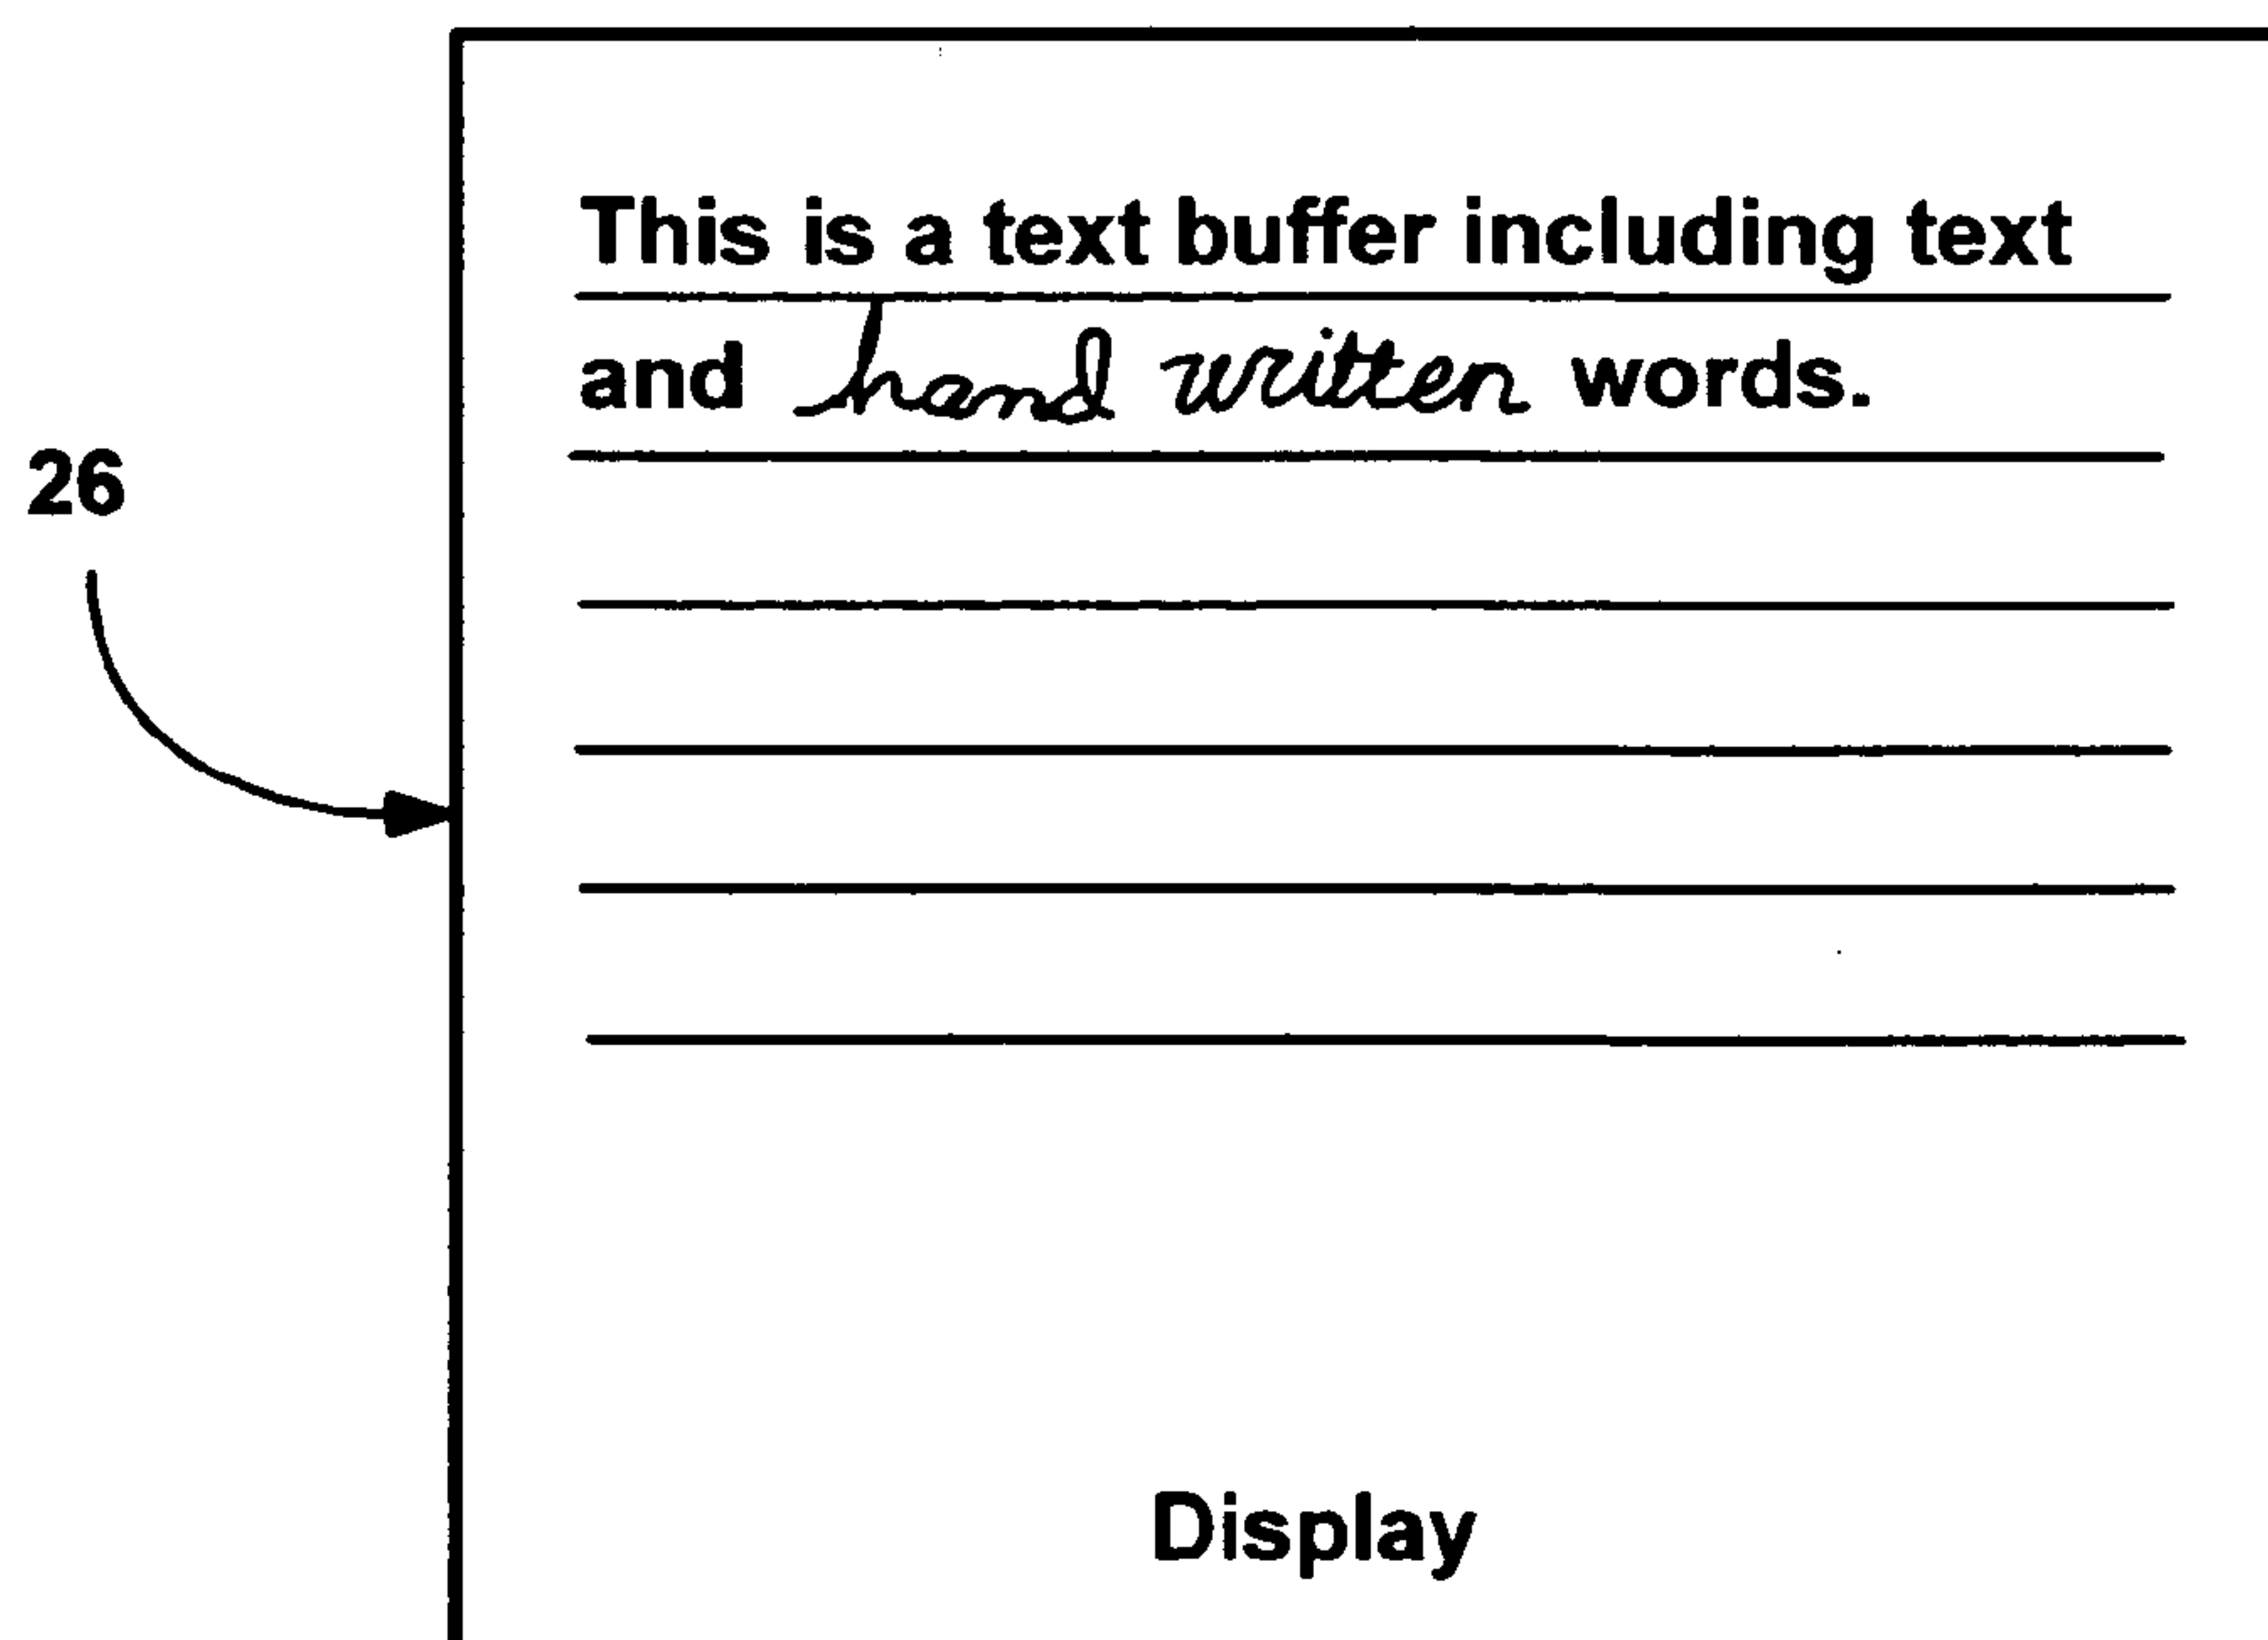 This is a text buffer including text
and hand written words.
26
Display